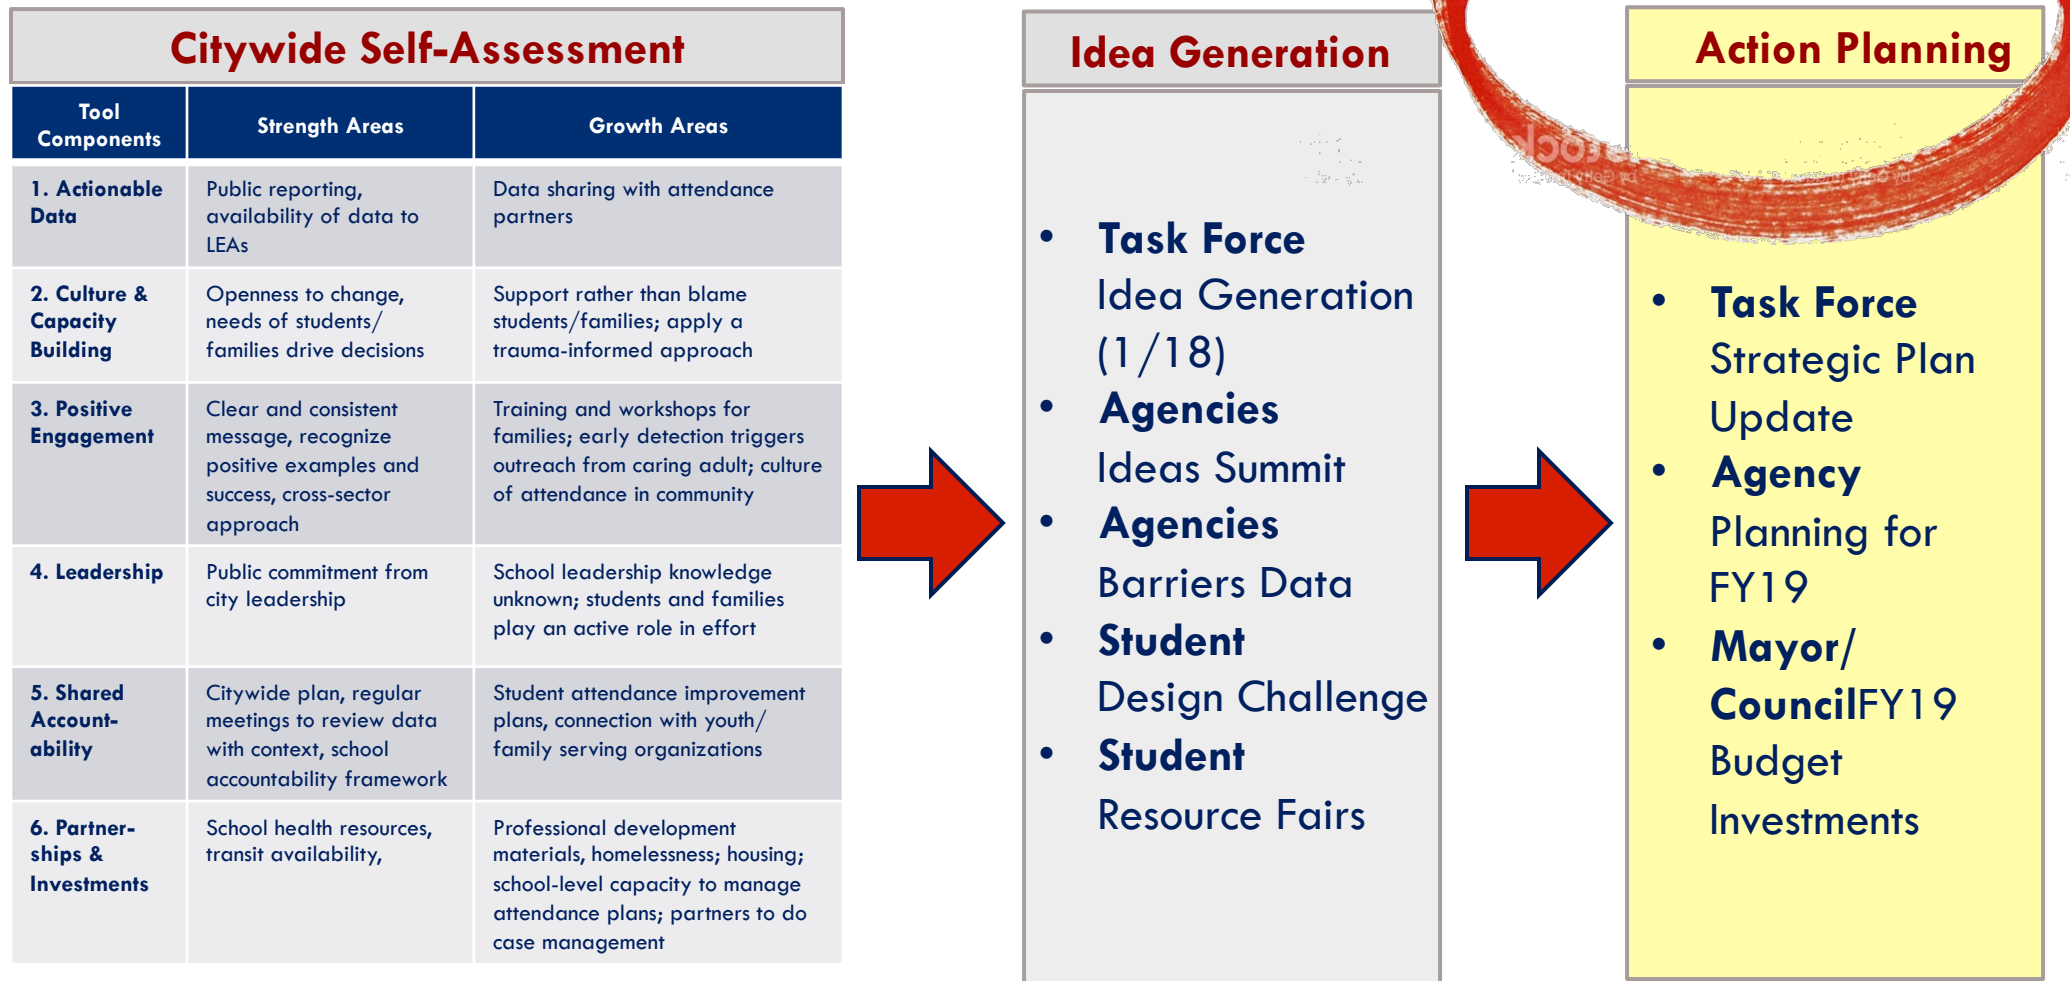 Citywide Self-Assessment
Tool
Components
Strength Areas
Growth Areas
1. Actionable
Data
Public reporting,
availability of data to
LEAs
Data sharing with attendance
partners
2. Culture &
Capacity
Building
Openness to change,
needs of students/
families drive decisions
Support rather than blame
students/families; apply a
trauma-informed approach
3. Positive
Engagement
Clear and consistent
message, recognize
positive examples and
success, cross-sector
approach
Training and workshops for
families; early detection triggers
outreach from caring adult; culture
of attendance in community
4. Leadership
Public commitment from
city leadership
School leadership knowledge
unknown; students and families
play an active role in effort
5. Shared
Account-
ability
Citywide plan, regular
meetings to review data
with context, school
accountability framework
Student attendance improvement
plans, connection with youth/
family serving organizations
6. Partner-
ships &
Investments
School health resources,
transit availability,
Professional development
materials, homelessness; housing;
school-level capacity to manage
attendance plans; partners to do
case management
Idea Generation
• Task Force
Idea Generation
(1/18)
• Agencies
Ideas Summit
• Agencies
Barriers Data
• Student
Design Challenge
• Student
Resource Fairs
Action Planning
• Task Force
Strategic Plan
Update
• Agency
Planning for
FY19
• Mayor/
CouncilFY19
Budget
Investments